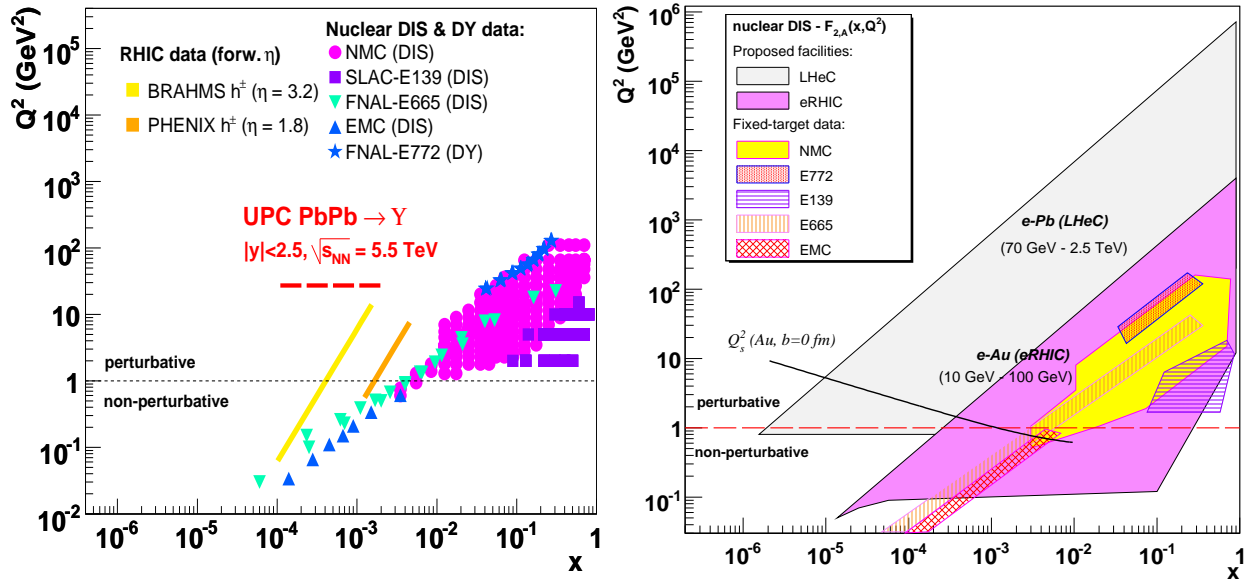 Q² (GeV²)
10⁵
10⁴
10³
10²
10
1
10⁻¹
10⁻²
RHIC data (forw. η)
BRAHMS h± (η = 3.2)
PHENIX h± (η = 1.8)
Nuclear DIS & DY data:
NMC (DIS)
SLAC-E139 (DIS)
FNAL-E665 (DIS)
EMC (DIS)
FNAL-E772 (DY)
UPC PbPb → Υ
|y|<2.5, √s_NN = 5.5 TeV
perturbative
non-perturbative
10⁻⁶ 10⁻⁵ 10⁻⁴ 10⁻³ 10⁻² 10⁻¹ 1
x
Q² (GeV²)
10⁶
10⁵
10⁴
10³
10²
10
1
10⁻¹
nuclear DIS - F₂,A(x,Q²)
Proposed facilities:
LHeC
eRHIC
Fixed-target data:
NMC
E772
E139
E665
EMC
e-Pb (LHeC)
(70 GeV - 2.5 TeV)
Qs² (Au, b=0 fm)
e-Au (eRHIC)
(10 GeV - 100 GeV)
perturbative
non-perturbative
10⁻⁶ 10⁻⁵ 10⁻⁴ 10⁻³ 10⁻² 10⁻¹ 1
x